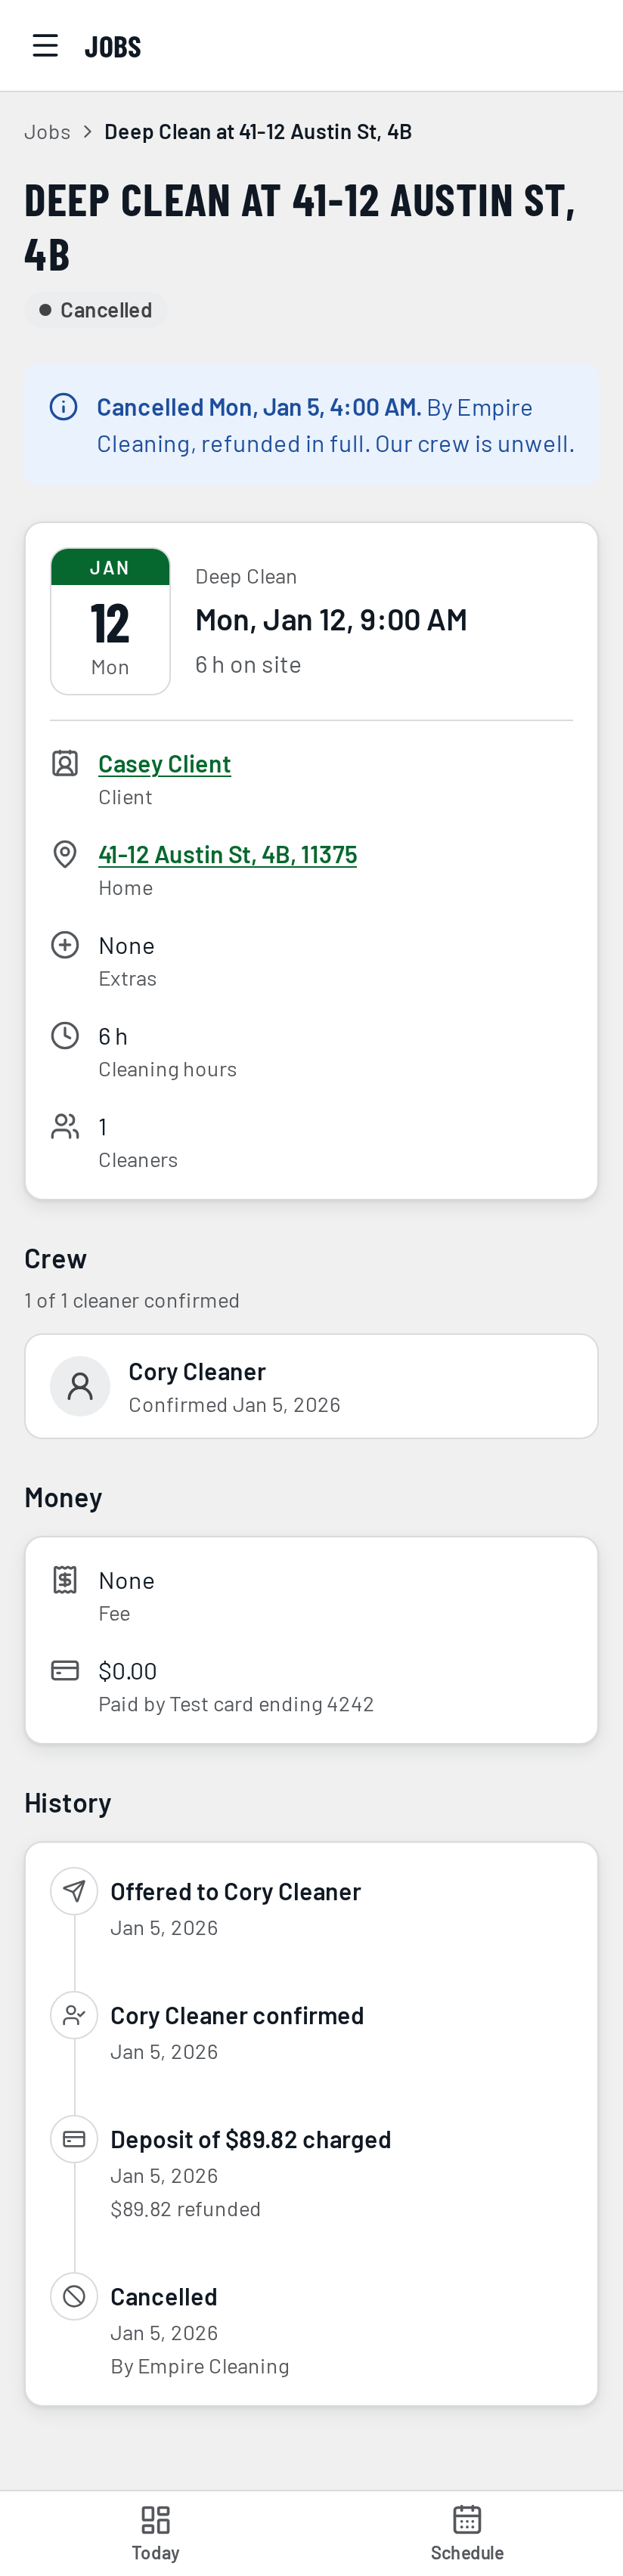 JOBS
Jobs > Deep Clean at 41-12 Austin St, 4B
DEEP CLEAN AT 41-12 AUSTIN ST,
4B
Cancelled
Cancelled Mon, Jan 5, 4:00 AM. By Empire
Cleaning, refunded in full. Our crew is unwell.
JAN
12
Mon
Deep Clean
Mon, Jan 12, 9:00 AM
6 h on site
Casey Client
Client
41-12 Austin St, 4B, 11375
Home
None
Extras
6 h
Cleaning hours
1
Cleaners
Crew
1 of 1 cleaner confirmed
Cory Cleaner
Confirmed Jan 5, 2026
Money
None
Fee
$0.00
Paid by Test card ending 4242
History
Offered to Cory Cleaner
Jan 5, 2026
Cory Cleaner confirmed
Jan 5, 2026
Deposit of $89.82 charged
Jan 5, 2026
$89.82 refunded
Cancelled
Jan 5, 2026
By Empire Cleaning
Today
Schedule